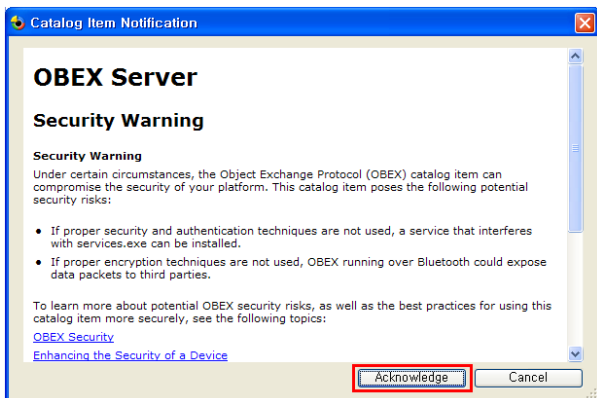 Catalog Item Notification
OBEX Server
Security Warning
Security Warning
Under certain circumstances, the Object Exchange Protocol (OBEX) catalog item can
compromise the security of your platform. This catalog item poses the following potential
security risks:
• If proper security and authentication techniques are not used, a service that interferes
with services.exe can be installed.
• If proper encryption techniques are not used, OBEX running over Bluetooth could expose
data packets to third parties.
To learn more about potential OBEX security risks, as well as the best practices for using this
catalog item more securely, see the following topics:
OBEX Security
Enhancing the Security of a Device
Acknowledge Cancel